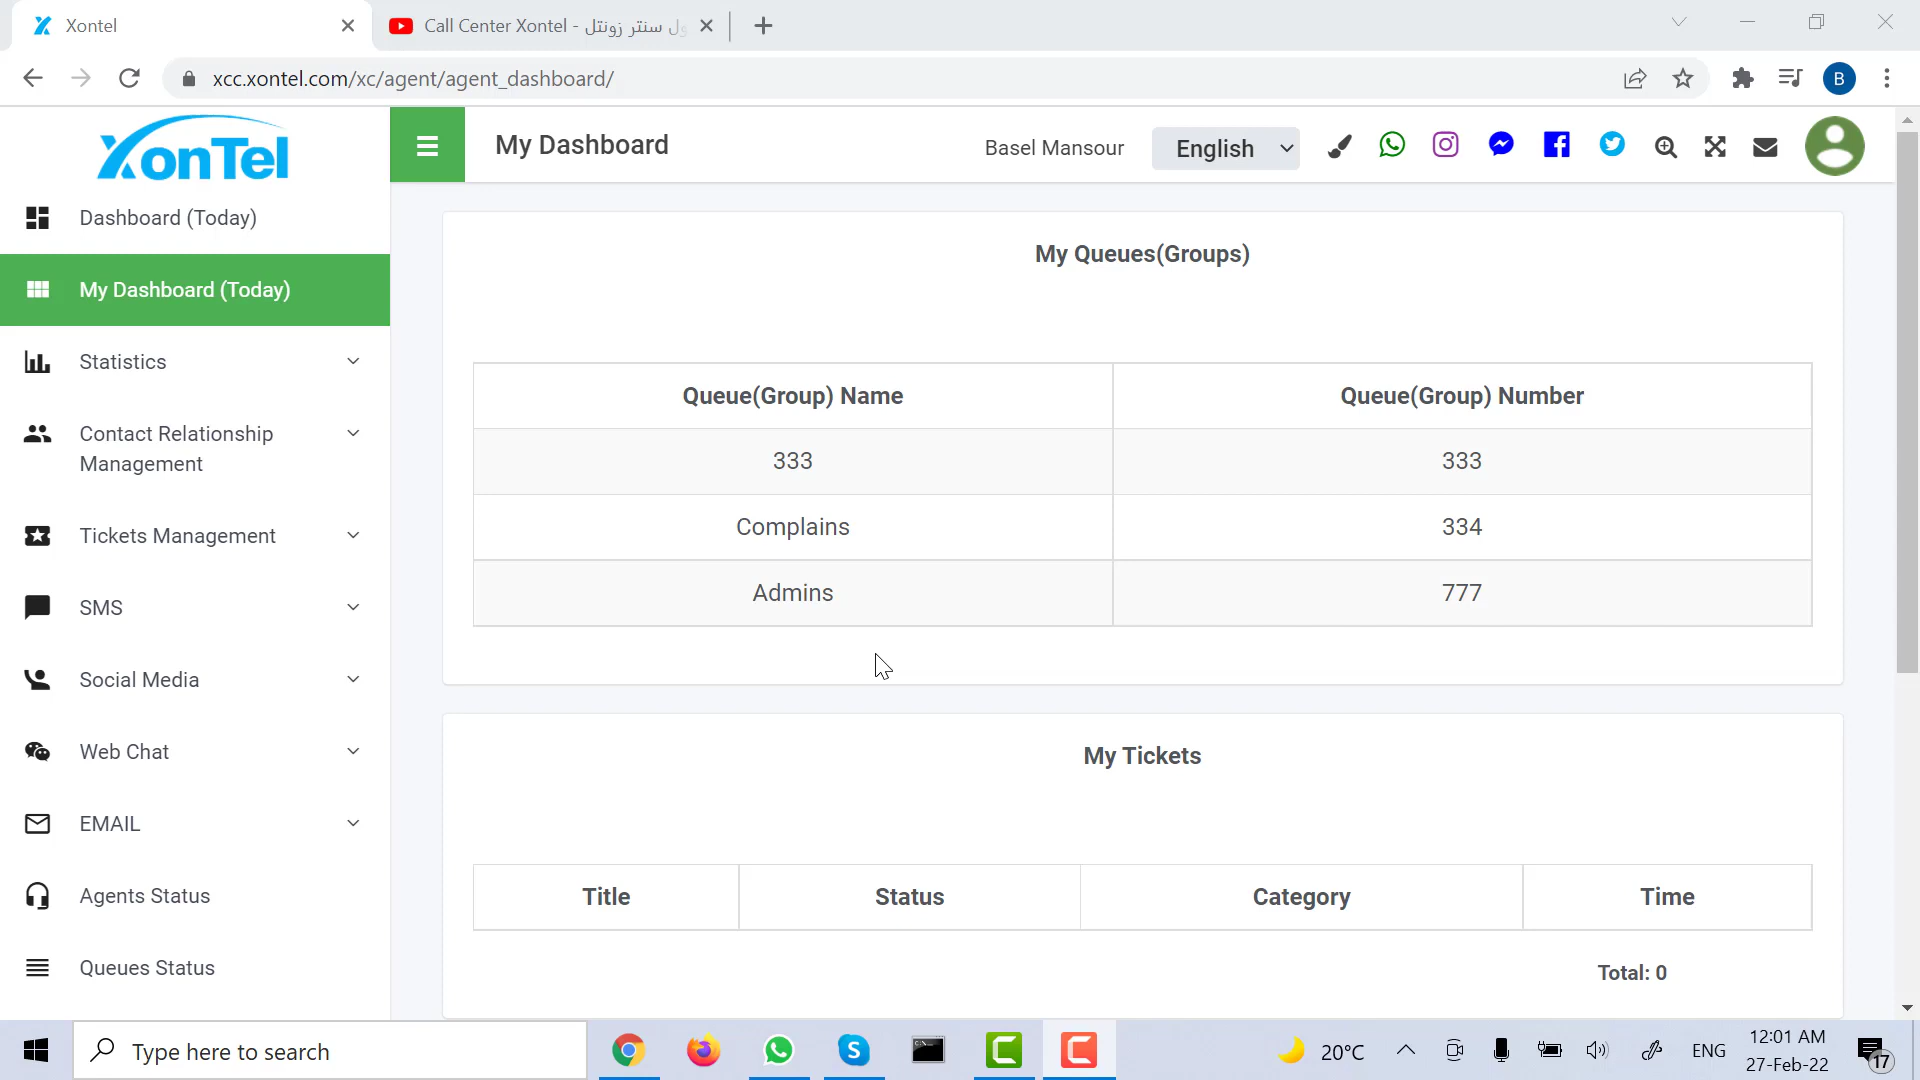 Xontel
Call Center Xontel - كول سنتر زونتل
xcc.xontel.com/xc/agent/agent_dashboard/
B
XonTel
My Dashboard
Basel Mansour
English
Dashboard (Today)
My Dashboard (Today)
Statistics
Contact Relationship
Management
Tickets Management
SMS
Social Media
Web Chat
EMAIL
Agents Status
Queues Status
My Queues(Groups)
Queue(Group) Name
Queue(Group) Number
333
333
Complains
334
Admins
777
My Tickets
Title
Status
Category
Time
Total: 0
Type here to search
20°C
ENG
12:01 AM
27-Feb-22
17